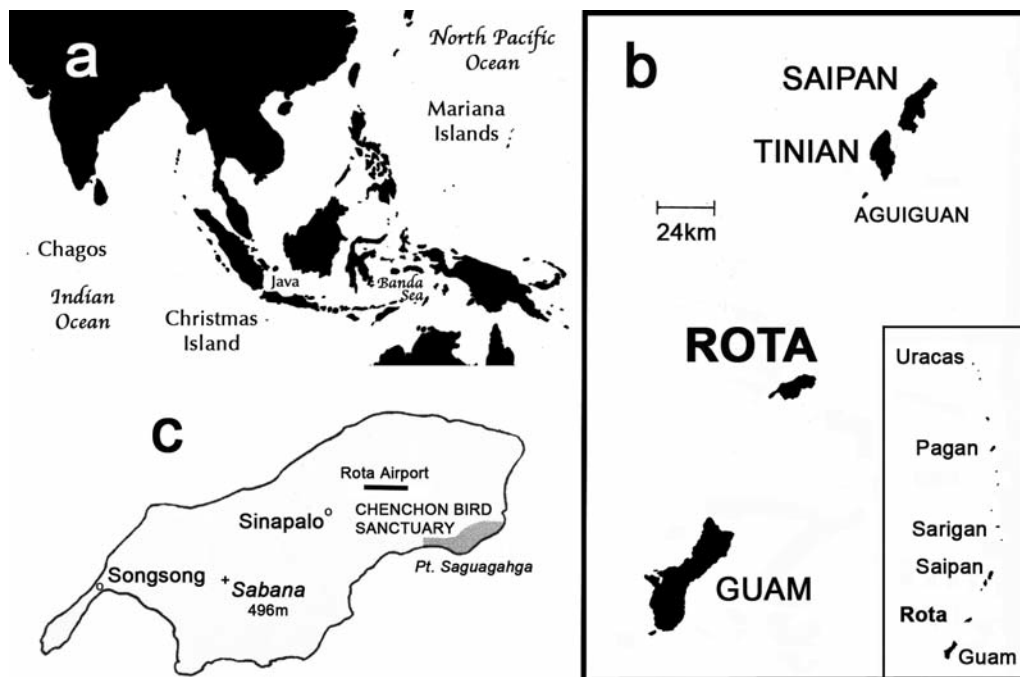 a
North Pacific
Ocean
Mariana
Islands
Chagos
Indian
Ocean
Java
Banda
Sea
Christmas
Island
b
SAIPAN
TINIAN
AGUIGUAN
24km
ROTA
GUAM
Uracas
Pagan
Sarigan
Saipan
Rota
Guam
c
Rota Airport
Sinapalo
CHENCHON BIRD
SANCTUARY
Pt. Saguagahga
Songsong
Sabana
496m